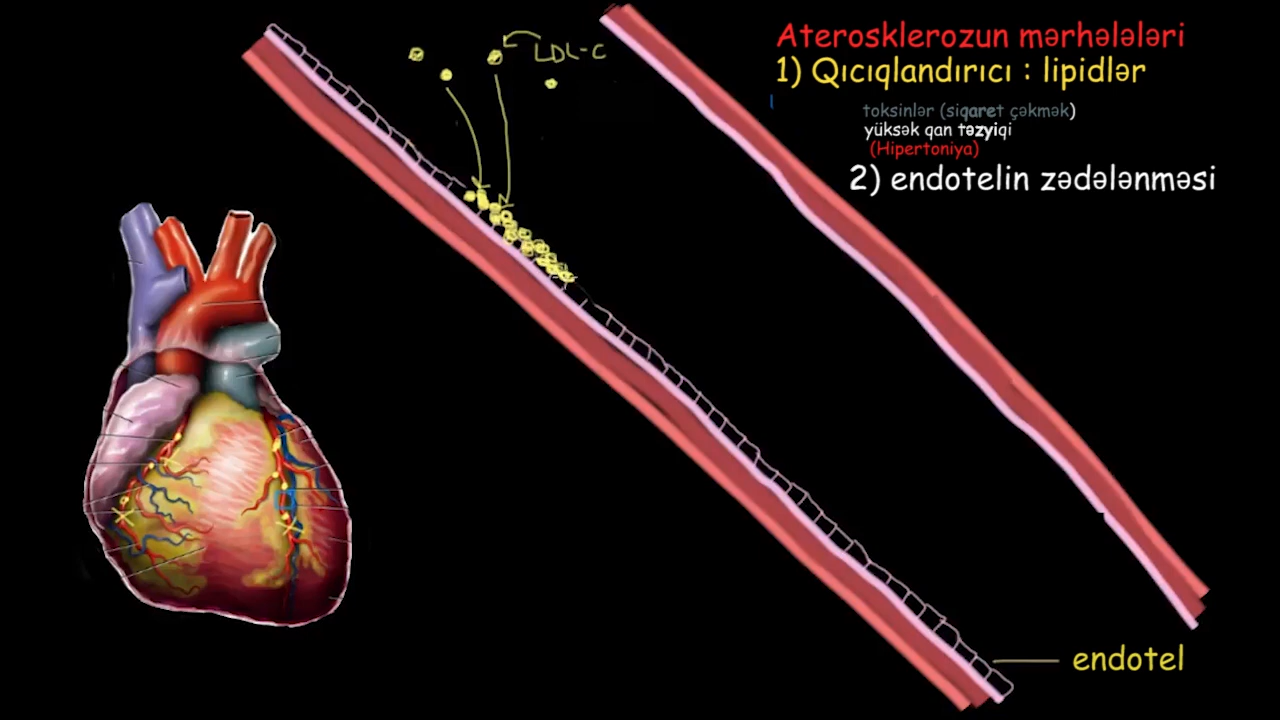 Aterosklerozun mərhələləri
1) Qıcıqlandırıcı : lipidlər
LDL-C
toksinlər (siqaret çəkmək)
yüksək qan təzyiqi
(Hipertoniya)
2) endotelin zədələnməsi
endotel